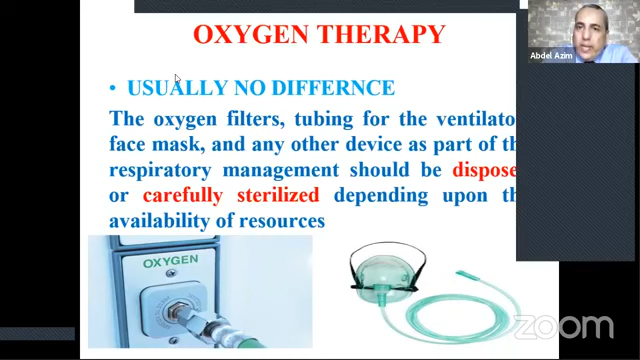 OXYGEN THERAPY
Abdel Azim
• USUALLY NO DIFFERNCE
The oxygen filters, tubing for the ventilato
face mask, and any other device as part of th
respiratory management should be dispose
or carefully sterilized depending upon th
availability of resources
OXYGEN
zoom